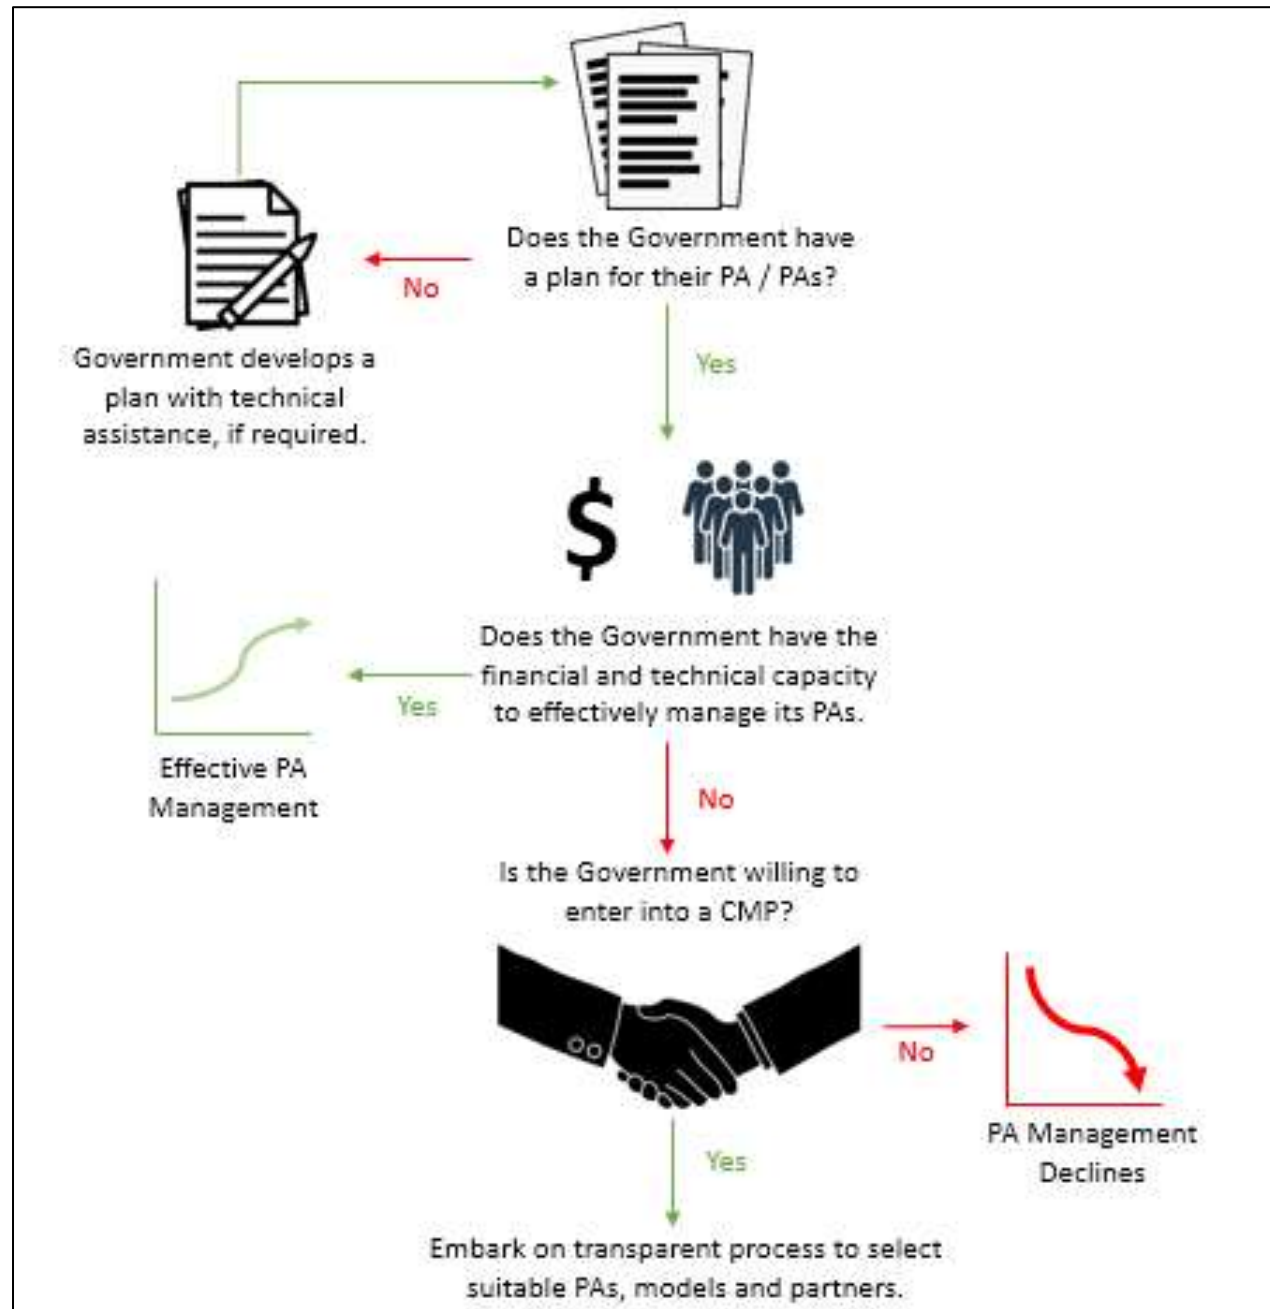 Does the Government have
a plan for their PA / PAs?
No
Government develops a
plan with technical
assistance, if required.
Yes
$
Does the Government have the
financial and technical capacity
to effectively manage its PAs.
Yes
Effective PA
Management
No
Is the Government willing to
enter into a CMP?
No
PA Management
Declines
Yes
Embark on transparent process to select
suitable PAs, models and partners.